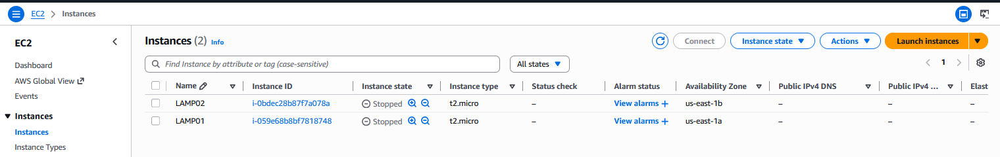 EC2 > Instances
EC2
Dashboard
AWS Global View
Events
Instances
Instances
Instance Types
Instances (2) Info
Connect
Instance state
Actions
Launch instances
Find Instance by attribute or tag (case-sensitive)
All states
1
Name Instance ID Instance state Instance type Status check Alarm status Availability Zone Public IPv4 DNS Public IPv4 ... Elast
LAMP02 i-0bdec28b87f7a078a Stopped t2.micro – View alarms + us-east-1b – – –
LAMP01 i-059e68b8bf7818748 Stopped t2.micro – View alarms + us-east-1a – – –